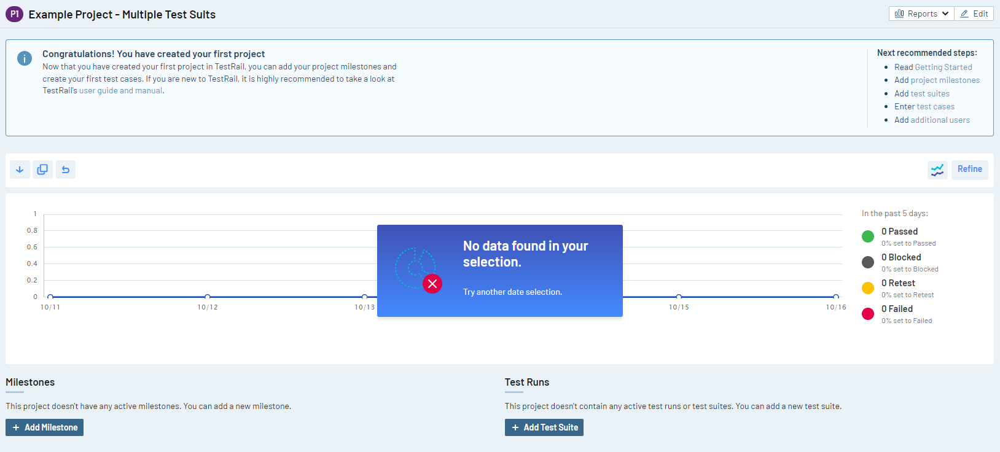 P1 Example Project - Multiple Test Suits
Reports Edit
Congratulations! You have created your first project
Now that you have created your first project in TestRail, you can add your project milestones and
create your first test cases. If you are new to TestRail, it is highly recommended to take a look at
TestRail's user guide and manual.
Next recommended steps:
Read Getting Started
Add project milestones
Add test suites
Enter test cases
Add additional users
Refine
1
0.8
0.6
0.4
0.2
0
10/11 10/12 10/13 10/15 10/16
No data found in your
selection.
Try another date selection.
In the past 5 days:
0 Passed
0% set to Passed
0 Blocked
0% set to Blocked
0 Retest
0% set to Retest
0 Failed
0% set to Failed
Milestones
This project doesn't have any active milestones. You can add a new milestone.
+ Add Milestone
Test Runs
This project doesn't contain any active test runs or test suites. You can add a new test suite.
+ Add Test Suite